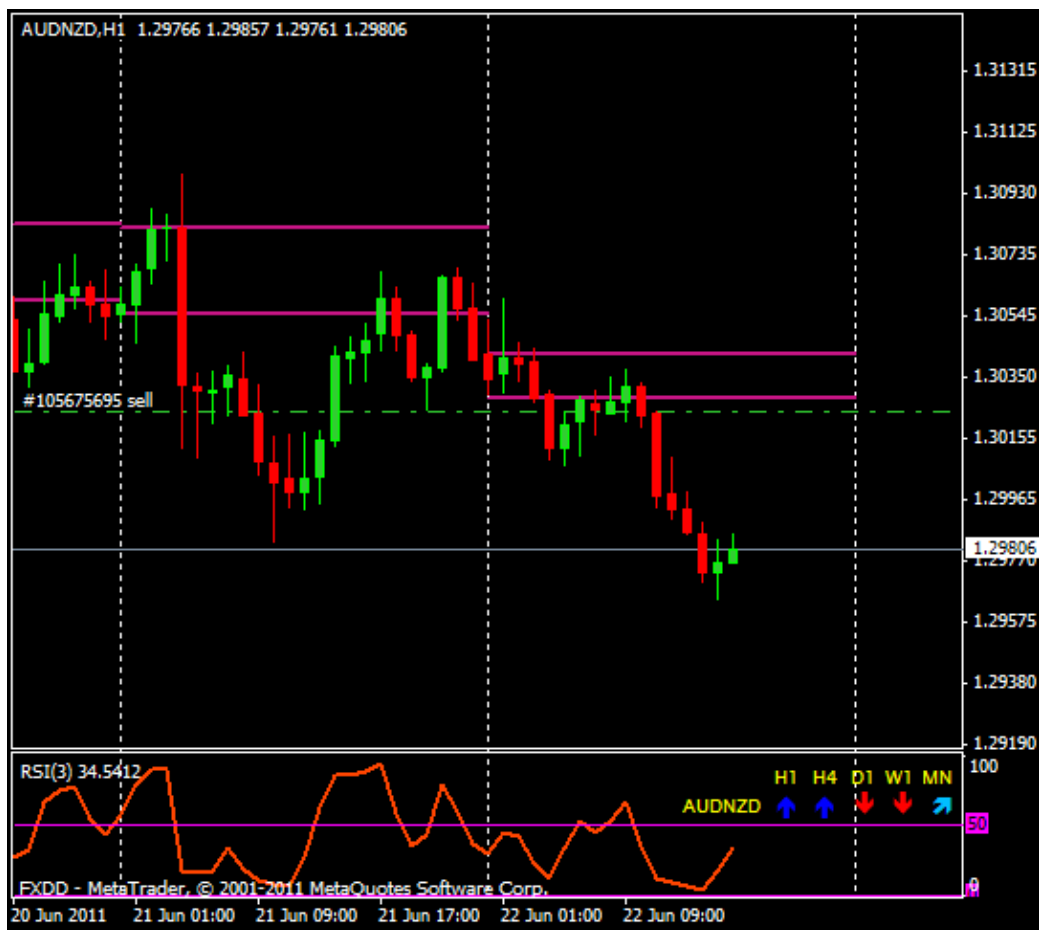 AUDNZD,H1 1.29766 1.29857 1.29761 1.29806
1.31315
1.31125
1.30930
1.30735
1.30545
1.30350
#105675695 sell
1.30155
1.29965
1.29806
1.29770
1.29575
1.29380
1.29190
RSI(3) 34.5412
100
H1 H4 D1 W1 MN
AUDNZD
50
0
FXDD - MetaTrader, © 2001-2011 MetaQuotes Software Corp.
20 Jun 2011 21 Jun 01:00 21 Jun 09:00 21 Jun 17:00 22 Jun 01:00 22 Jun 09:00